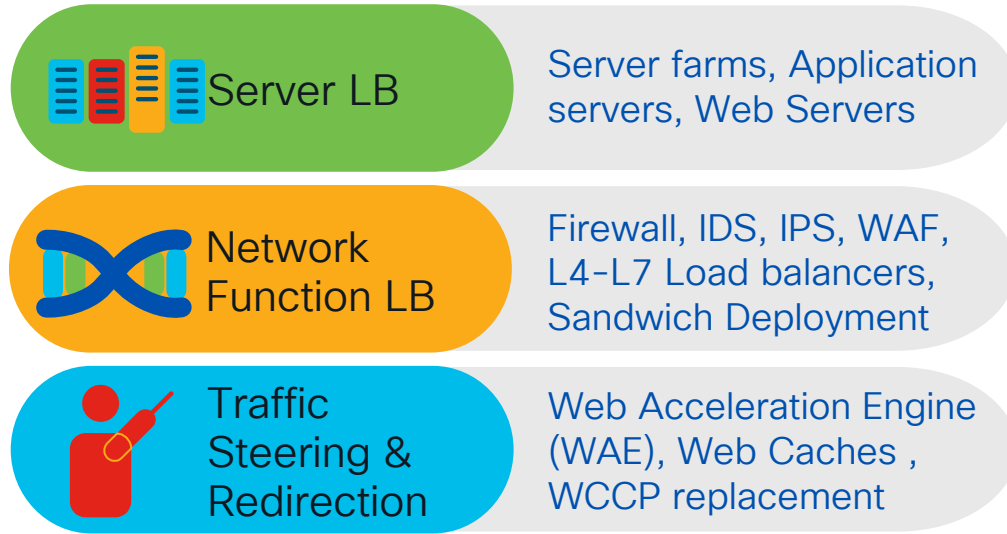 Server LB
Server farms, Application
servers, Web Servers
Network
Function LB
Firewall, IDS, IPS, WAF,
L4-L7 Load balancers,
Sandwich Deployment
Traffic
Steering &
Redirection
Web Acceleration Engine
(WAE), Web Caches ,
WCCP replacement